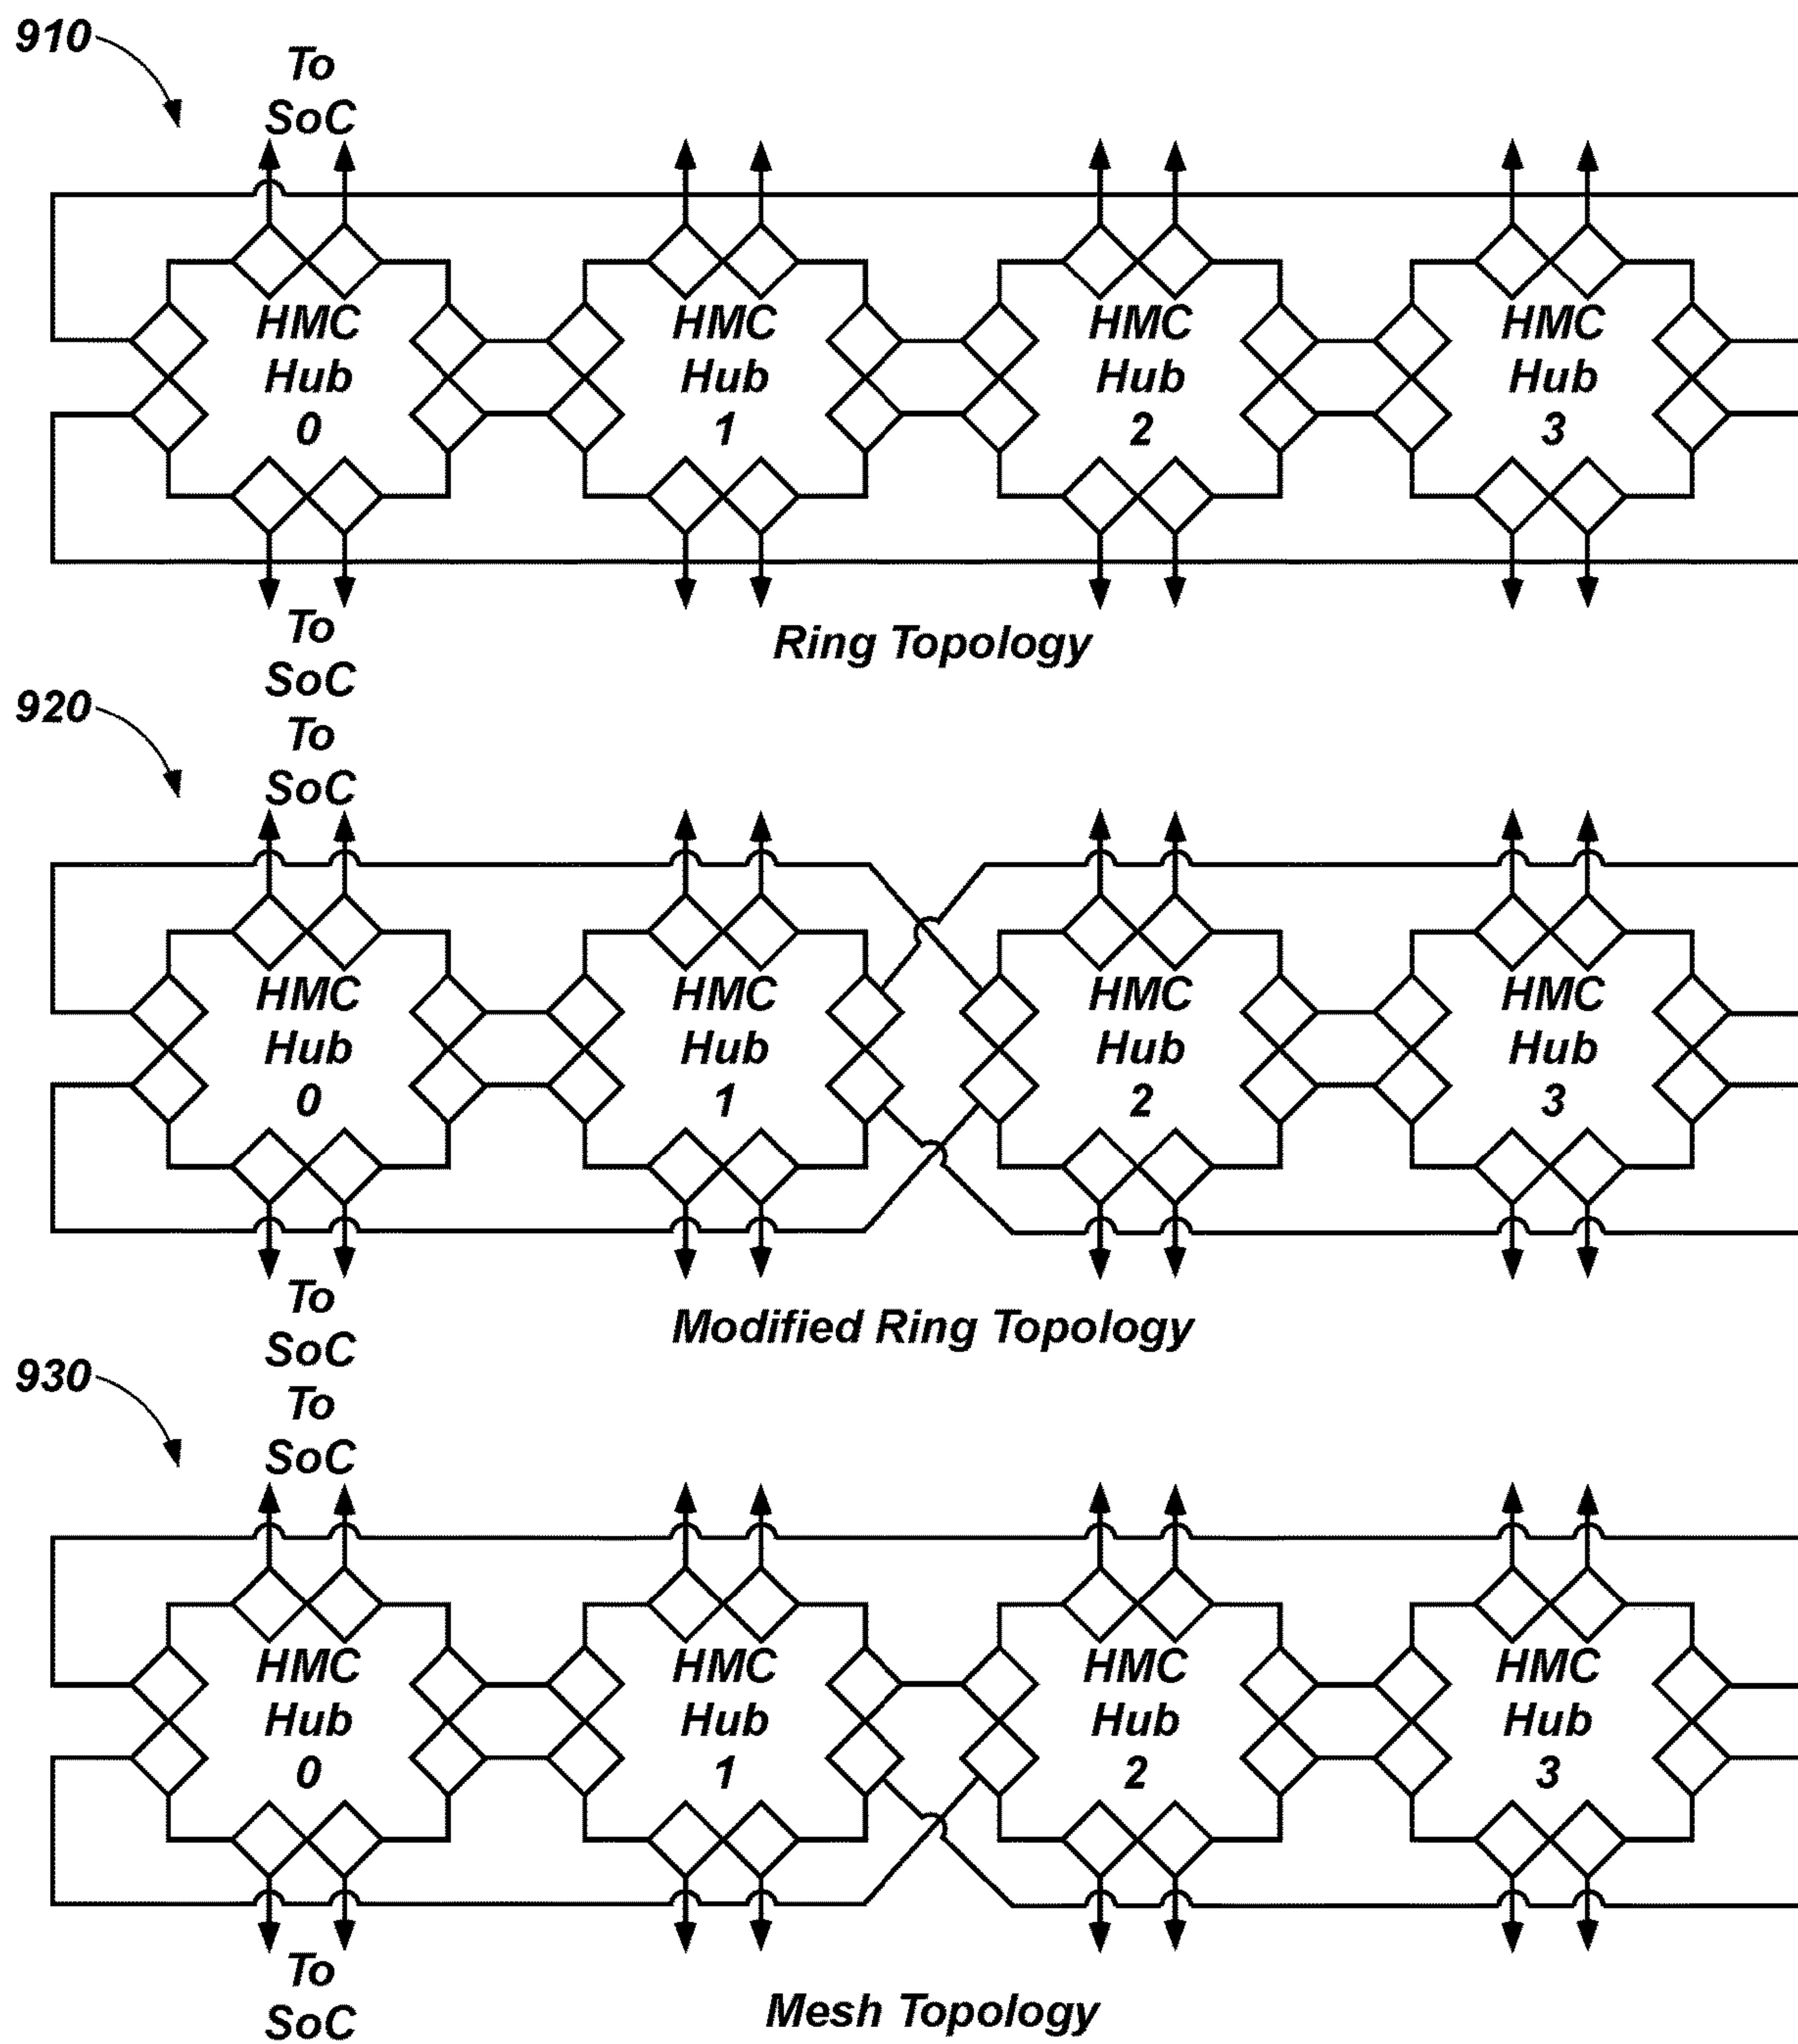 910
To
SoC
HMC
Hub
0
HMC
Hub
1
HMC
Hub
2
HMC
Hub
3
To
SoC
Ring Topology
920
To
SoC
HMC
Hub
0
HMC
Hub
1
HMC
Hub
2
HMC
Hub
3
To
SoC
Modified Ring Topology
930
To
SoC
HMC
Hub
0
HMC
Hub
1
HMC
Hub
2
HMC
Hub
3
To
SoC
Mesh Topology